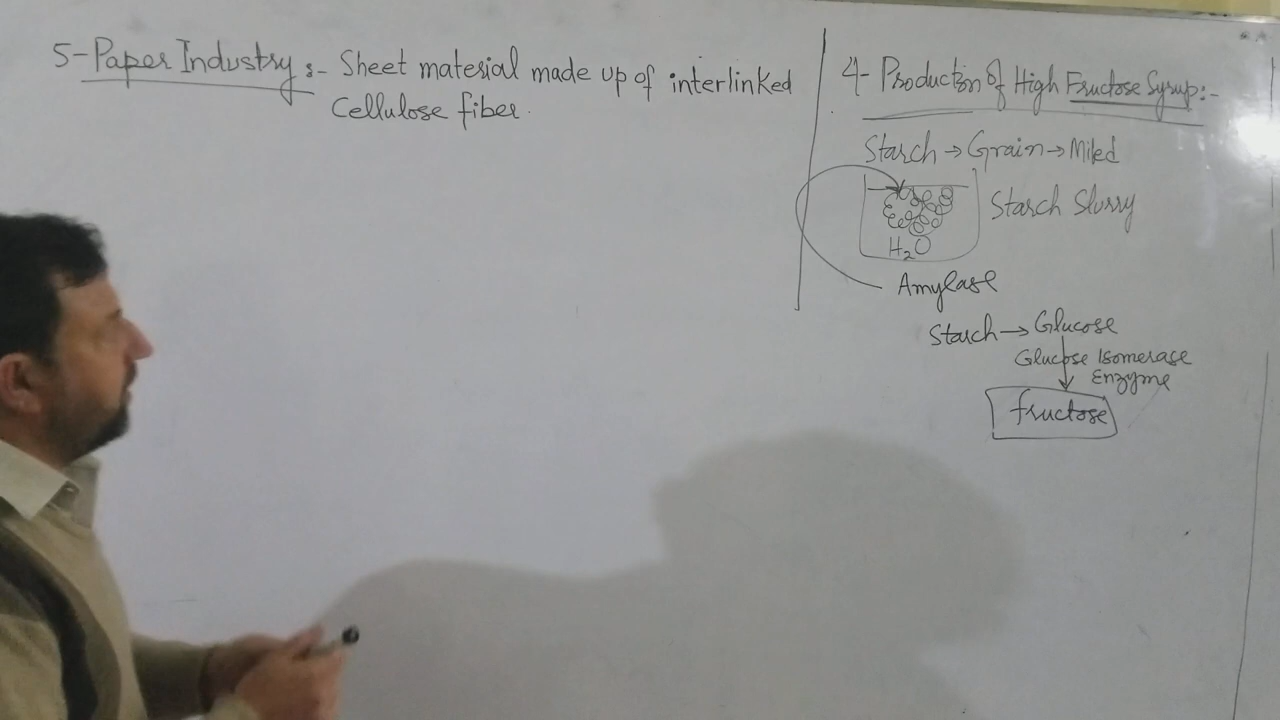 5-Paper Industry :- Sheet material made up of interlinked
Cellulose fiber.
4- Production of High Fructose Syrup:-
Starch → Grain → Miled
Starch Slurry
H₂O
Amylase
Starch → Glucose
Glucose Isomerase
Enzyme
fructose